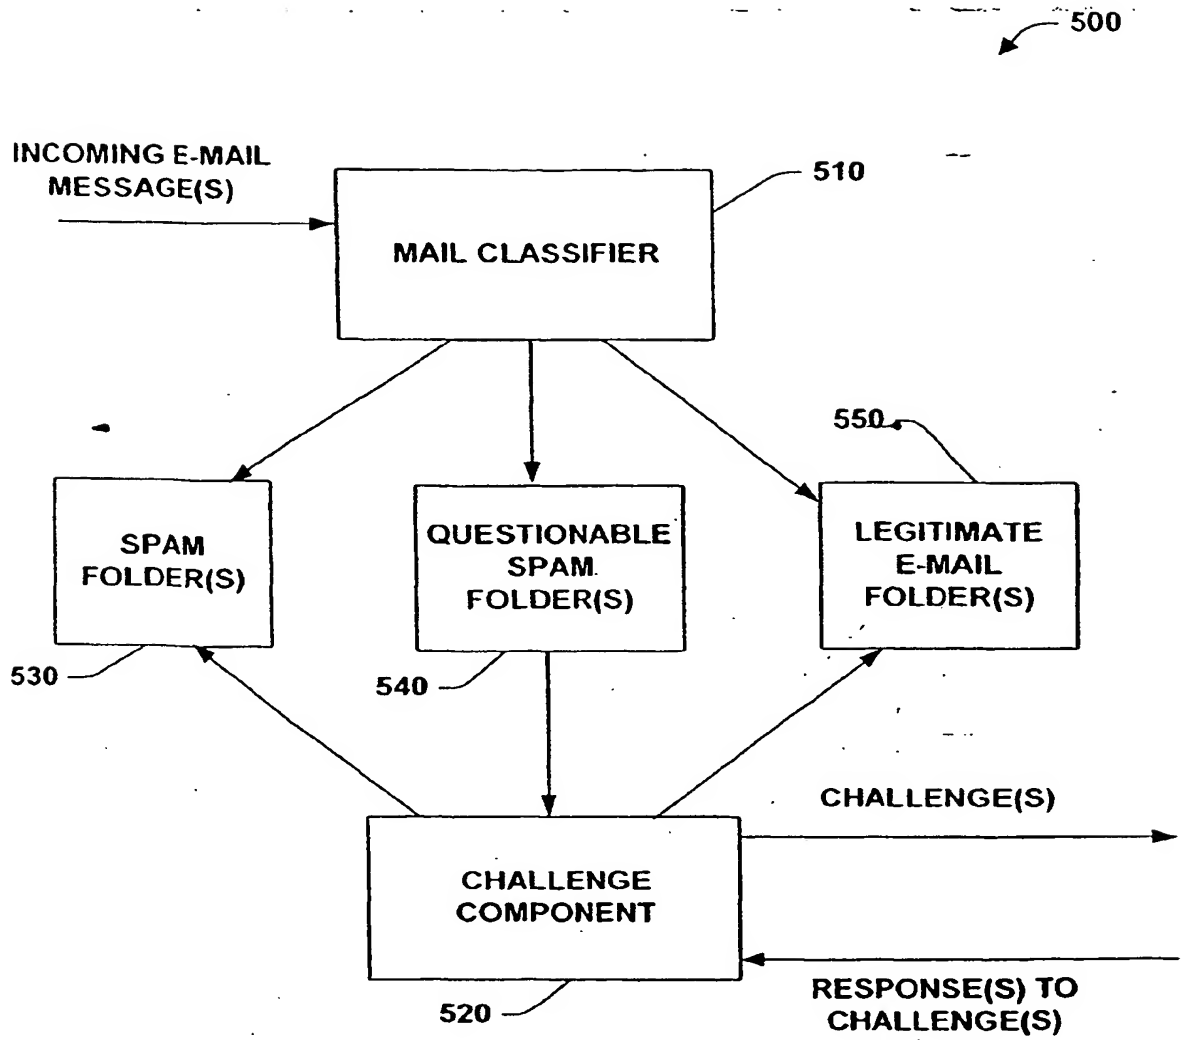 500
INCOMING E-MAIL
MESSAGE(S)
510
MAIL CLASSIFIER
550
SPAM
FOLDER(S)
QUESTIONABLE
SPAM
FOLDER(S)
LEGITIMATE
E-MAIL
FOLDER(S)
530
540
CHALLENGE(S)
CHALLENGE
COMPONENT
520
RESPONSE(S) TO
CHALLENGE(S)